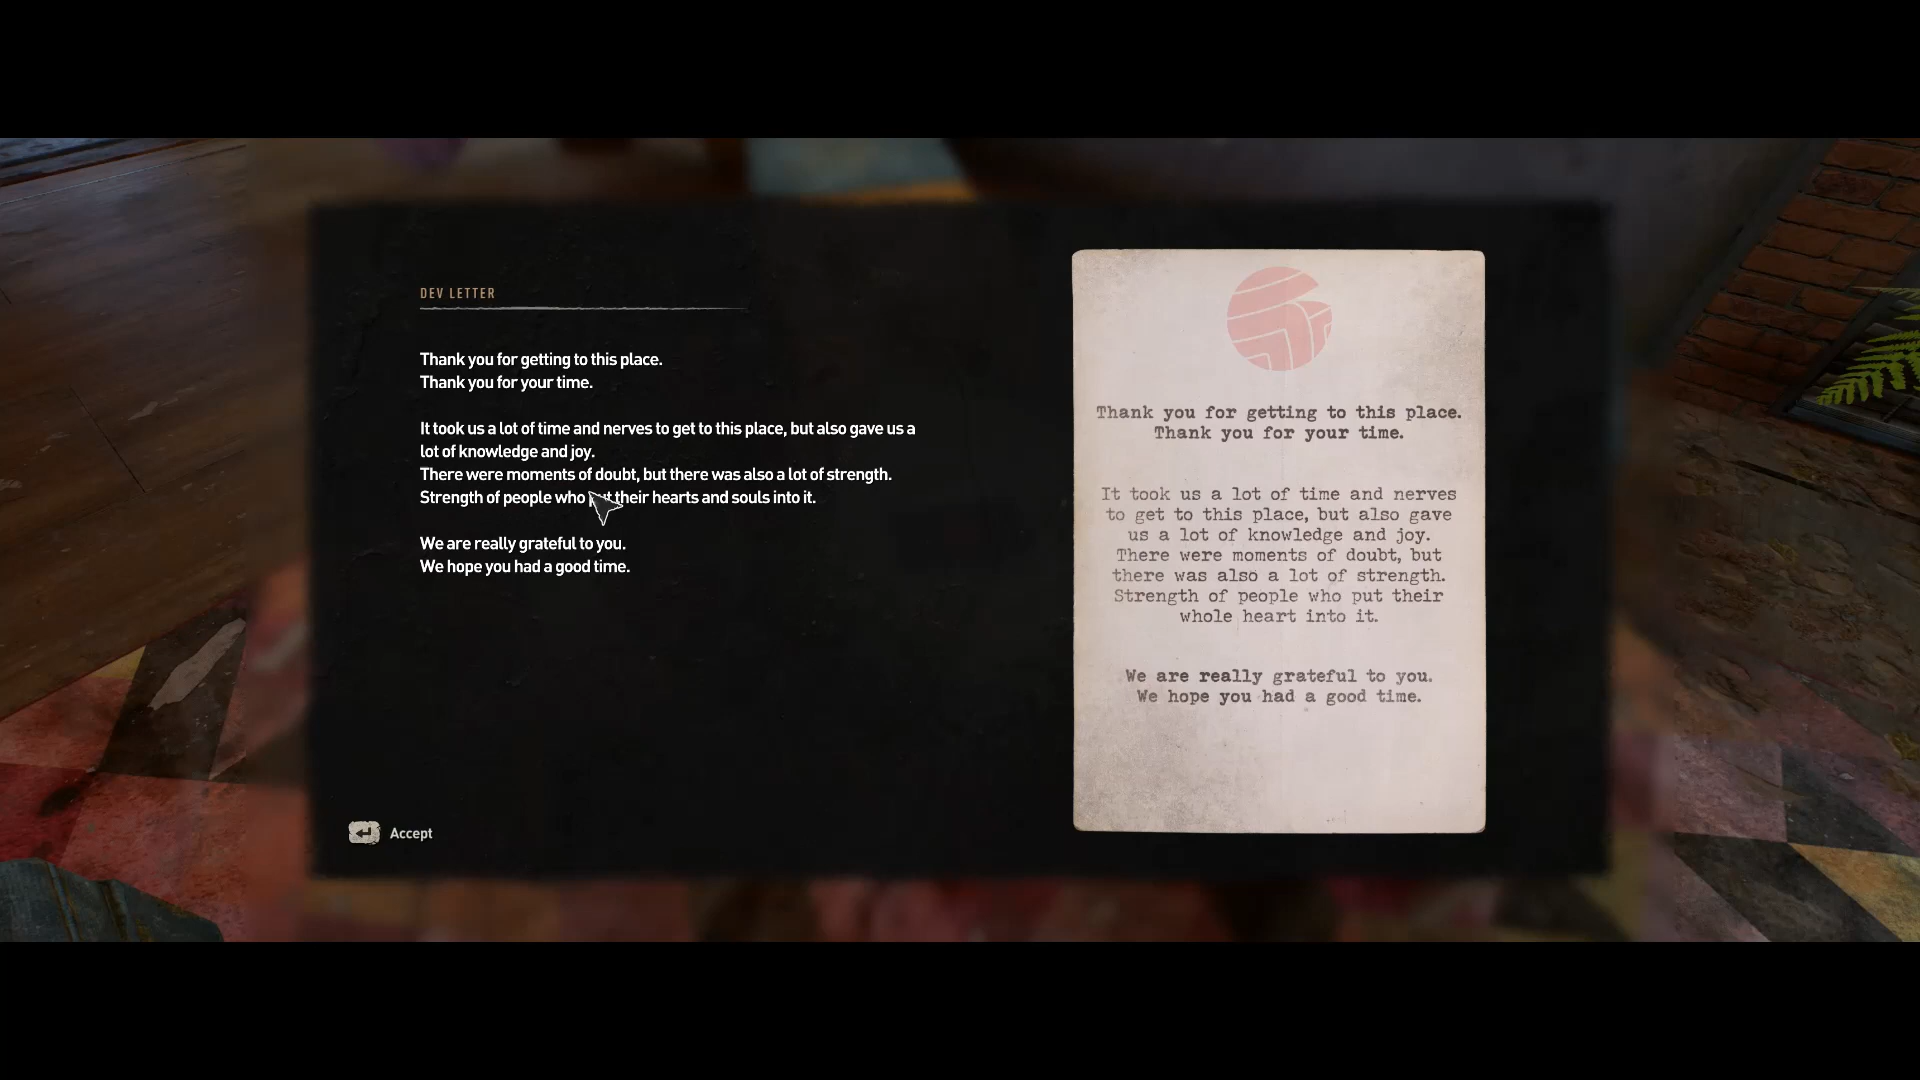 DEV LETTER
Thank you for getting to this place.
Thank you for your time.
It took us a lot of time and nerves to get to this place, but also gave us a
lot of knowledge and joy.
There were moments of doubt, but there was also a lot of strength.
Strength of people who put their hearts and souls into it.
We are really grateful to you.
We hope you had a good time.
Accept
Thank you for getting to this place.
Thank you for your time.
It took us a lot of time and nerves
to get to this place, but also gave
us a lot of knowledge and joy.
There were moments of doubt, but
there was also a lot of strength.
Strength of people who put their
whole heart into it.
We are really grateful to you.
We hope you had a good time.